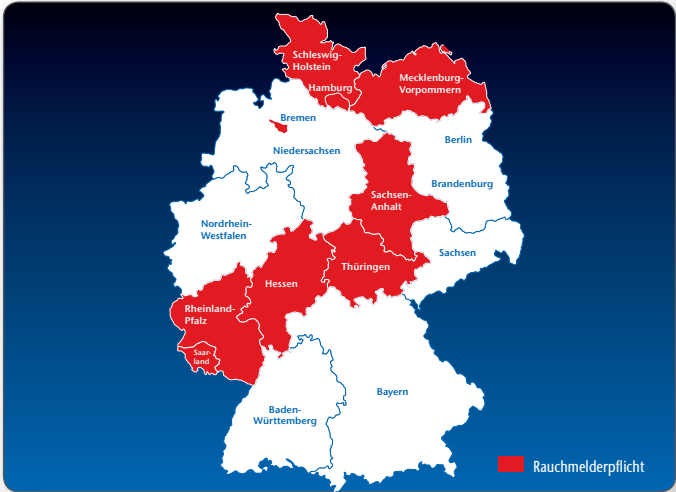 Schleswig-
Holstein
Hamburg
Mecklenburg-
Vorpommern
Bremen
Niedersachsen
Berlin
Brandenburg
Sachsen-
Anhalt
Nordrhein-
Westfalen
Sachsen
Thüringen
Hessen
Rheinland-
Pfalz
Saar-
land
Bayern
Baden-
Württemberg
Rauchmelderpflicht